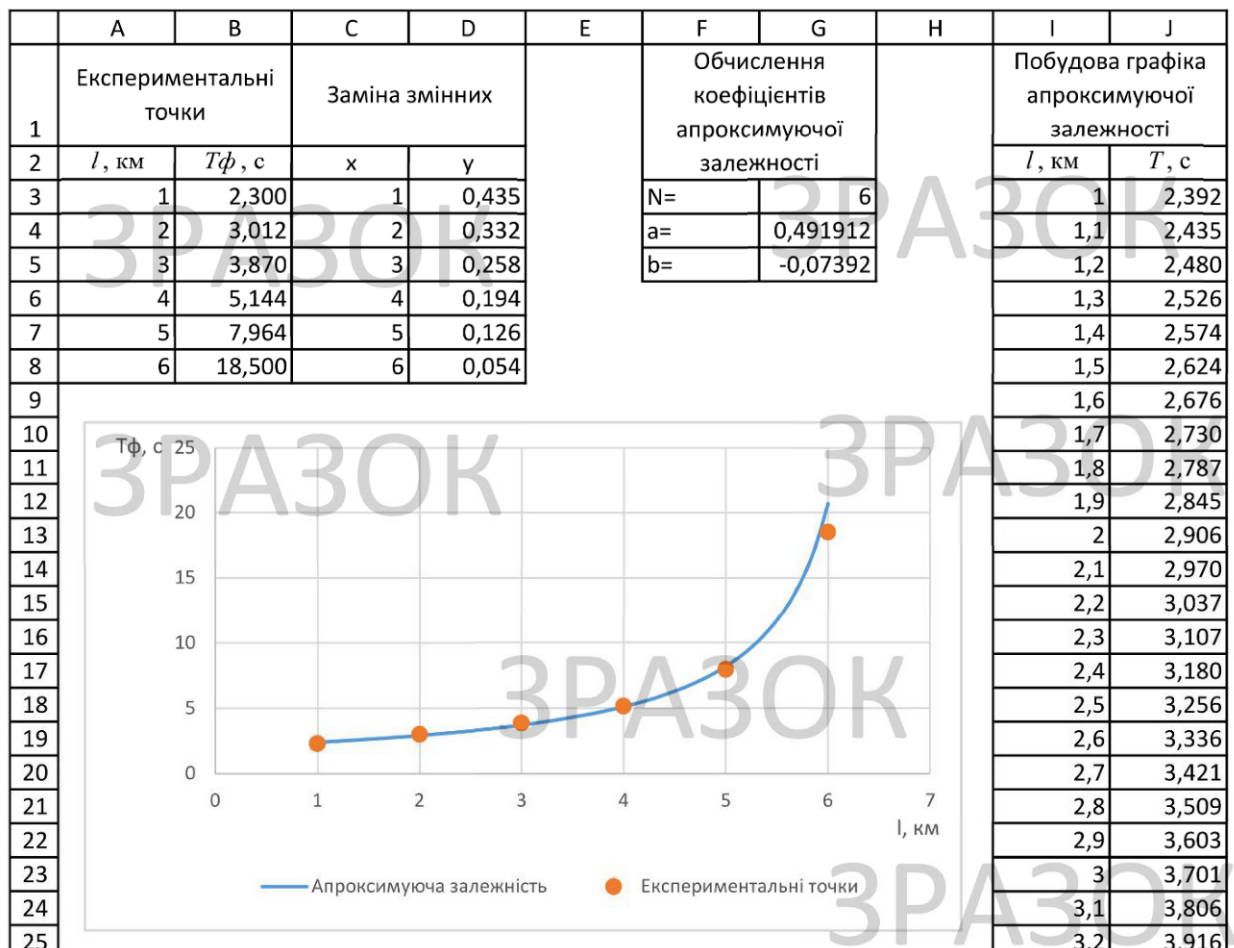 A B C D E F G H I J
1 Експериментальні точки Заміна змінних Обчислення коефіцієнтів апроксимуючої залежності Побудова графіка апроксимуючої залежності
2 l, км Tф, с x y l, км T, с
3 1 2,300 1 0,435 N= 6 1 2,392
4 2 3,012 2 0,332 a= 0,491912 1,1 2,435
5 3 3,870 3 0,258 b= -0,07392 1,2 2,480
6 4 5,144 4 0,194 1,3 2,526
7 5 7,964 5 0,126 1,4 2,574
8 6 18,500 6 0,054 1,5 2,624
9 1,6 2,676
10 1,7 2,730
11 1,8 2,787
12 1,9 2,845
13 2 2,906
14 2,1 2,970
15 2,2 3,037
16 2,3 3,107
17 2,4 3,180
18 2,5 3,256
19 2,6 3,336
20 2,7 3,421
21 2,8 3,509
22 2,9 3,603
23 3 3,701
24 3,1 3,806
25 3,2 3,916
Tф, с
25
20
15
10
5
0
0 1 2 3 4 5 6 7
l, км
Апроксимуюча залежність Експериментальні точки
ЗРАЗОК
ЗРАЗОК
ЗРАЗОК
ЗРАЗОК
ЗРАЗОК
ЗРАЗОК